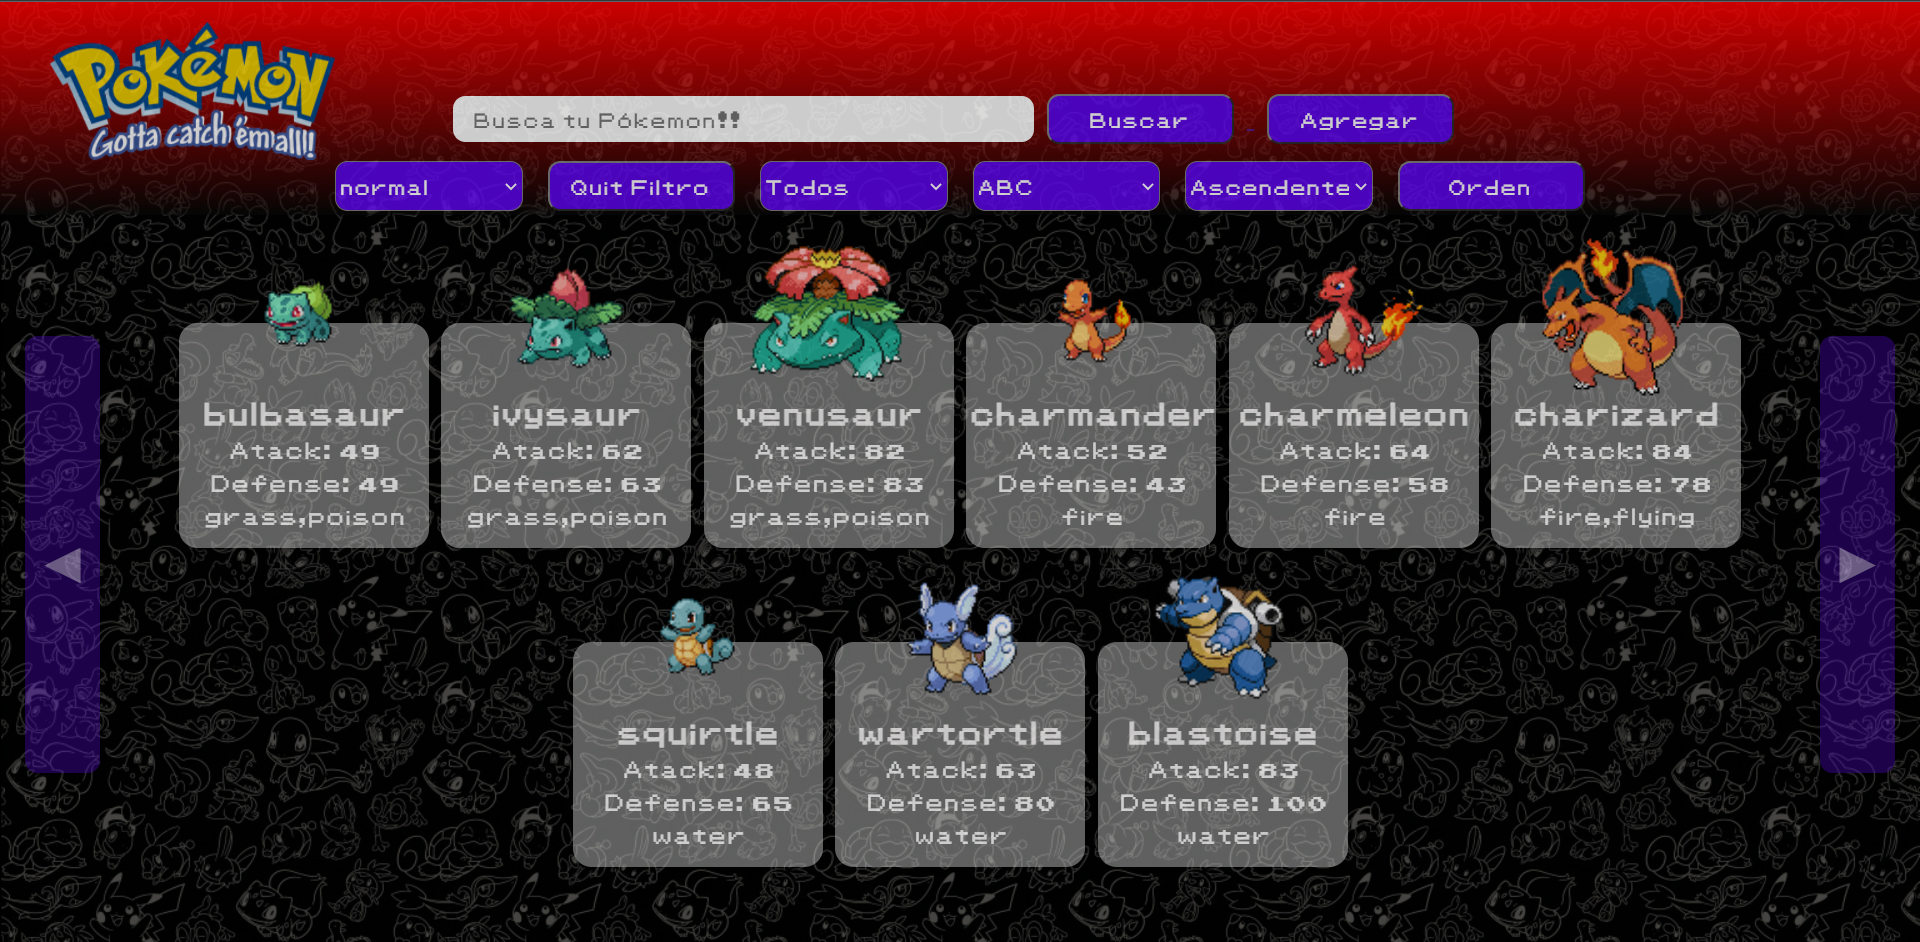 POKéMON
Gotta catch 'em all!!
Busca tu Pókemon!!
Buscar
Agregar
normal
Quit Filtro
Todos
ABC
Ascendente
Orden
bulbasaur
Atack: 49
Defense: 49
grass,poison
ivysaur
Atack: 62
Defense: 63
grass,poison
venusaur
Atack: 82
Defense: 83
grass,poison
charmander
Atack: 52
Defense: 43
fire
charmeleon
Atack: 64
Defense: 58
fire
charizard
Atack: 84
Defense: 78
fire,flying
squirtle
Atack: 48
Defense: 65
water
wartortle
Atack: 63
Defense: 80
water
blastoise
Atack: 83
Defense: 100
water